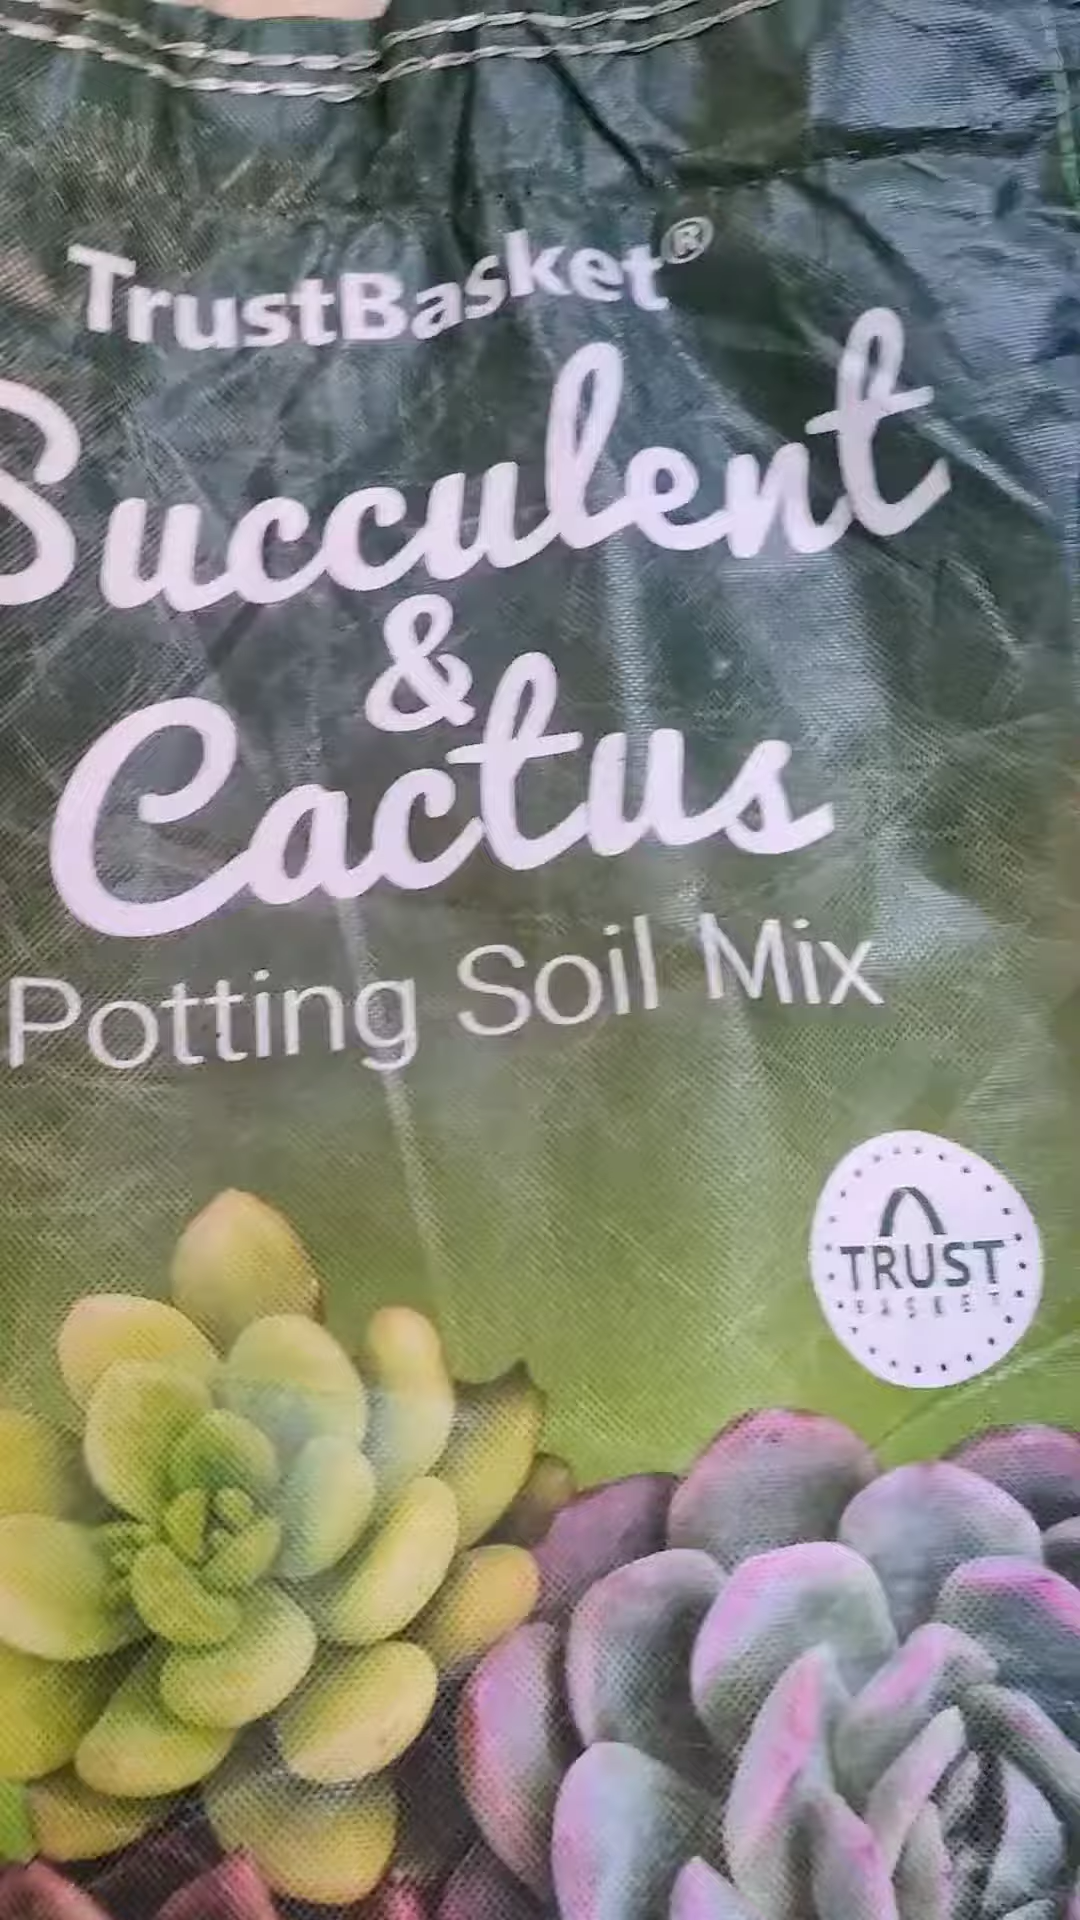 TrustBasket®
Succulent
&
Cactus
Potting Soil Mix
TRUST
BASKET